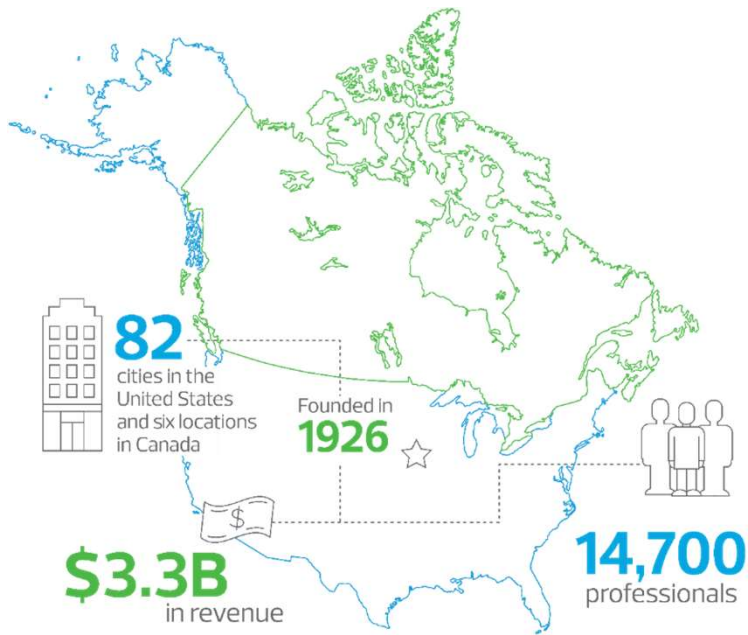 82
cities in the
United States
and six locations
in Canada
Founded in
1926
$
$3.3B
in revenue
14,700
professionals